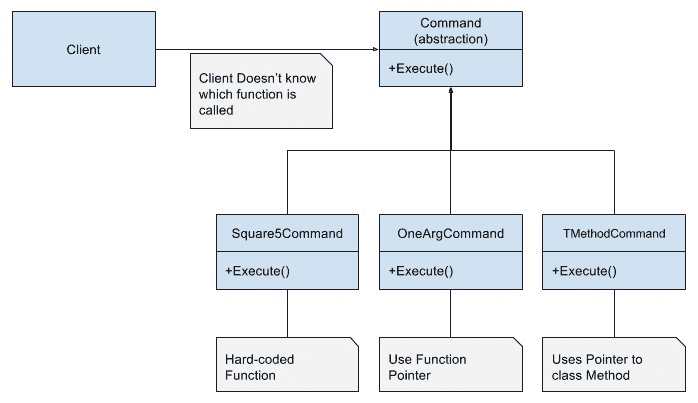 Client
Command
(abstraction)
+Execute()
Client Doesn't know
which function is
called
Square5Command
+Execute()
OneArgCommand
+Execute()
TMethodCommand
+Execute()
Hard-coded
Function
Use Function
Pointer
Uses Pointer to
class Method